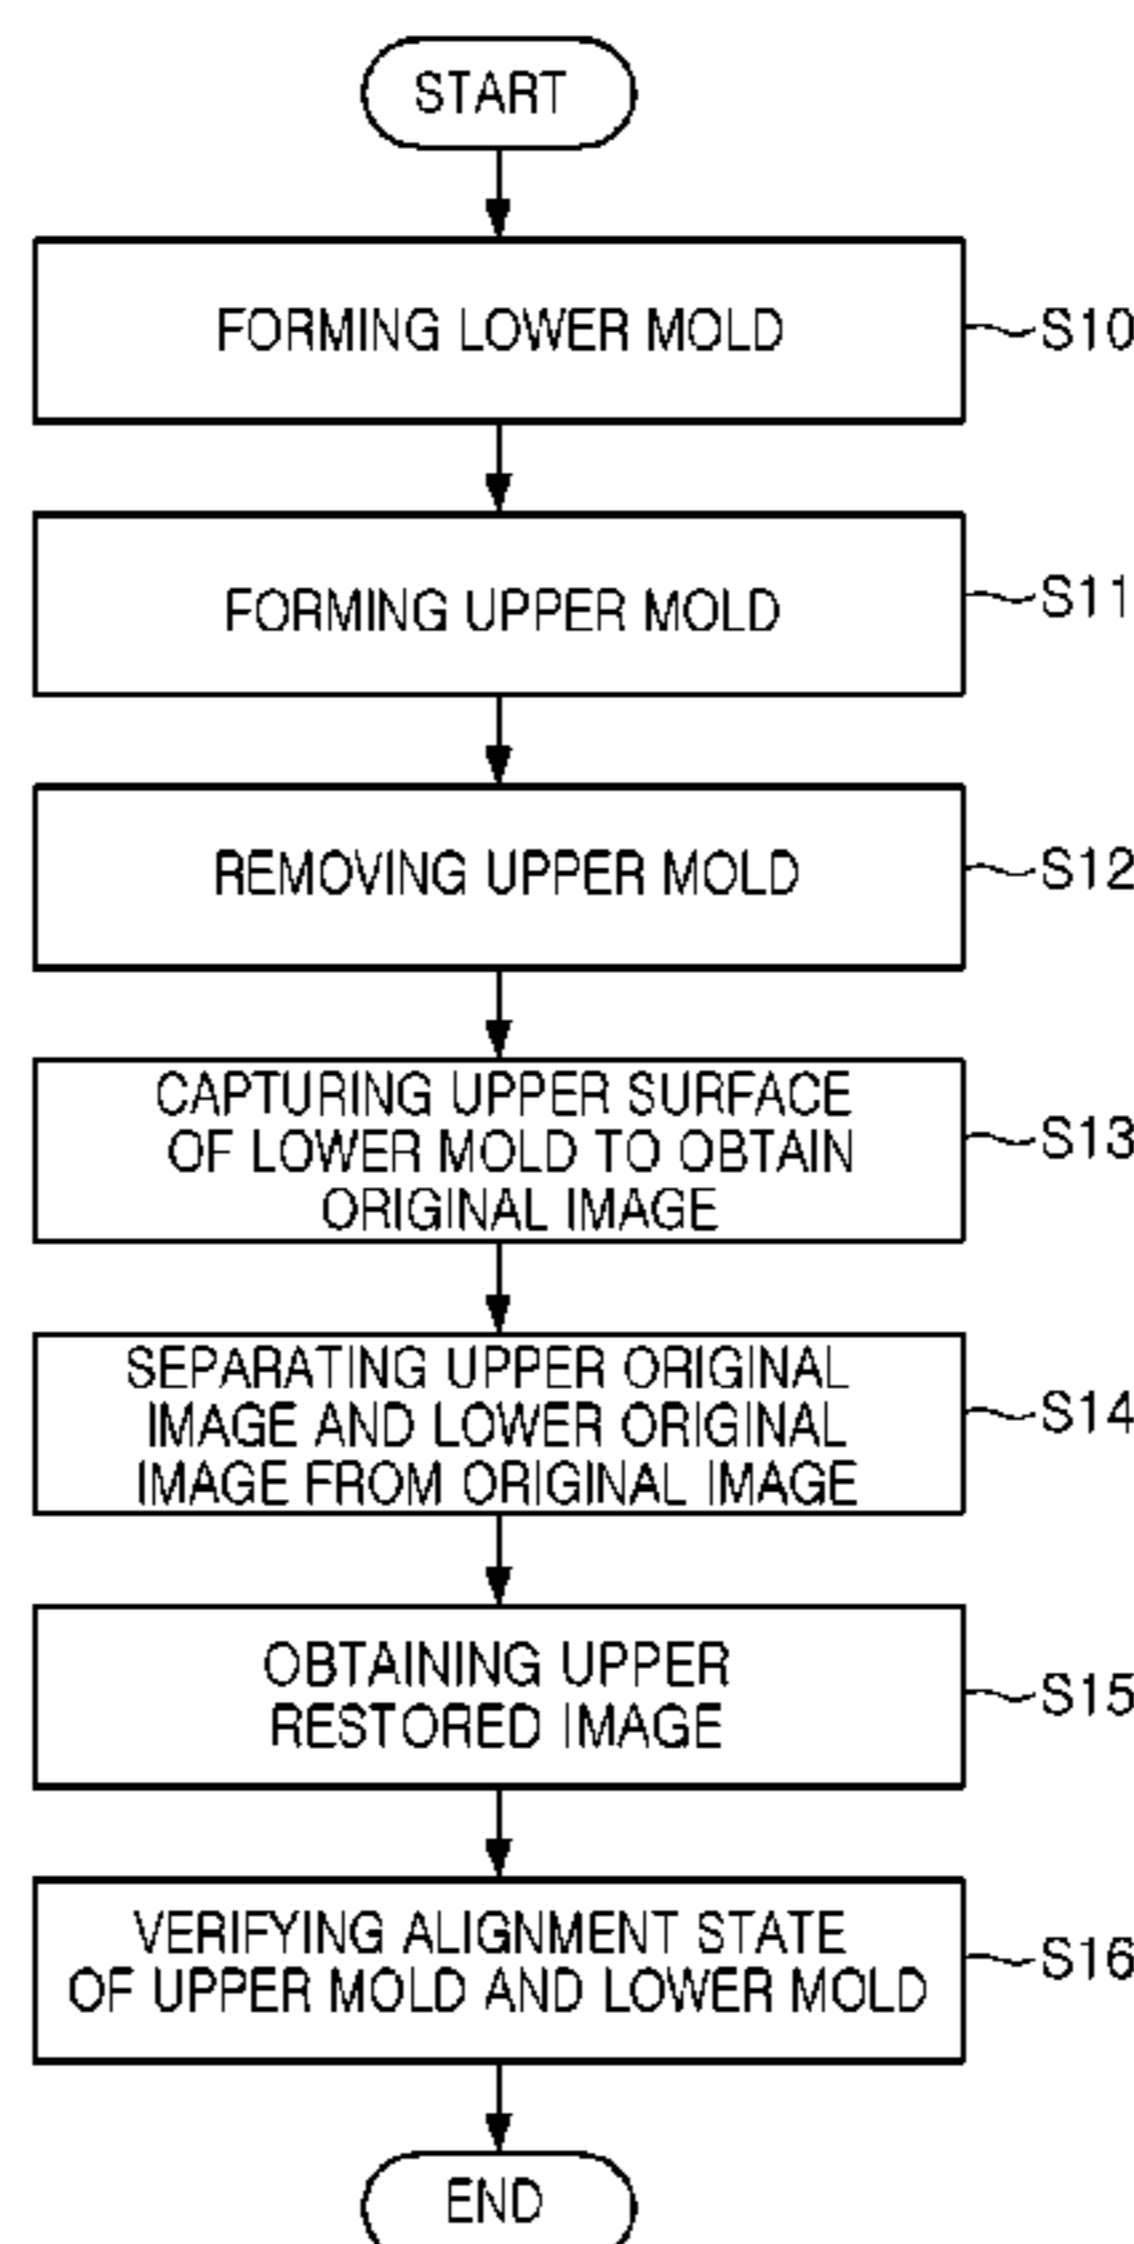 START
FORMING LOWER MOLD
S10
FORMING UPPER MOLD
S11
REMOVING UPPER MOLD
S12
CAPTURING UPPER SURFACE
OF LOWER MOLD TO OBTAIN
ORIGINAL IMAGE
S13
SEPARATING UPPER ORIGINAL
IMAGE AND LOWER ORIGINAL
IMAGE FROM ORIGINAL IMAGE
S14
OBTAINING UPPER
RESTORED IMAGE
S15
VERIFYING ALIGNMENT STATE
OF UPPER MOLD AND LOWER MOLD
S16
END